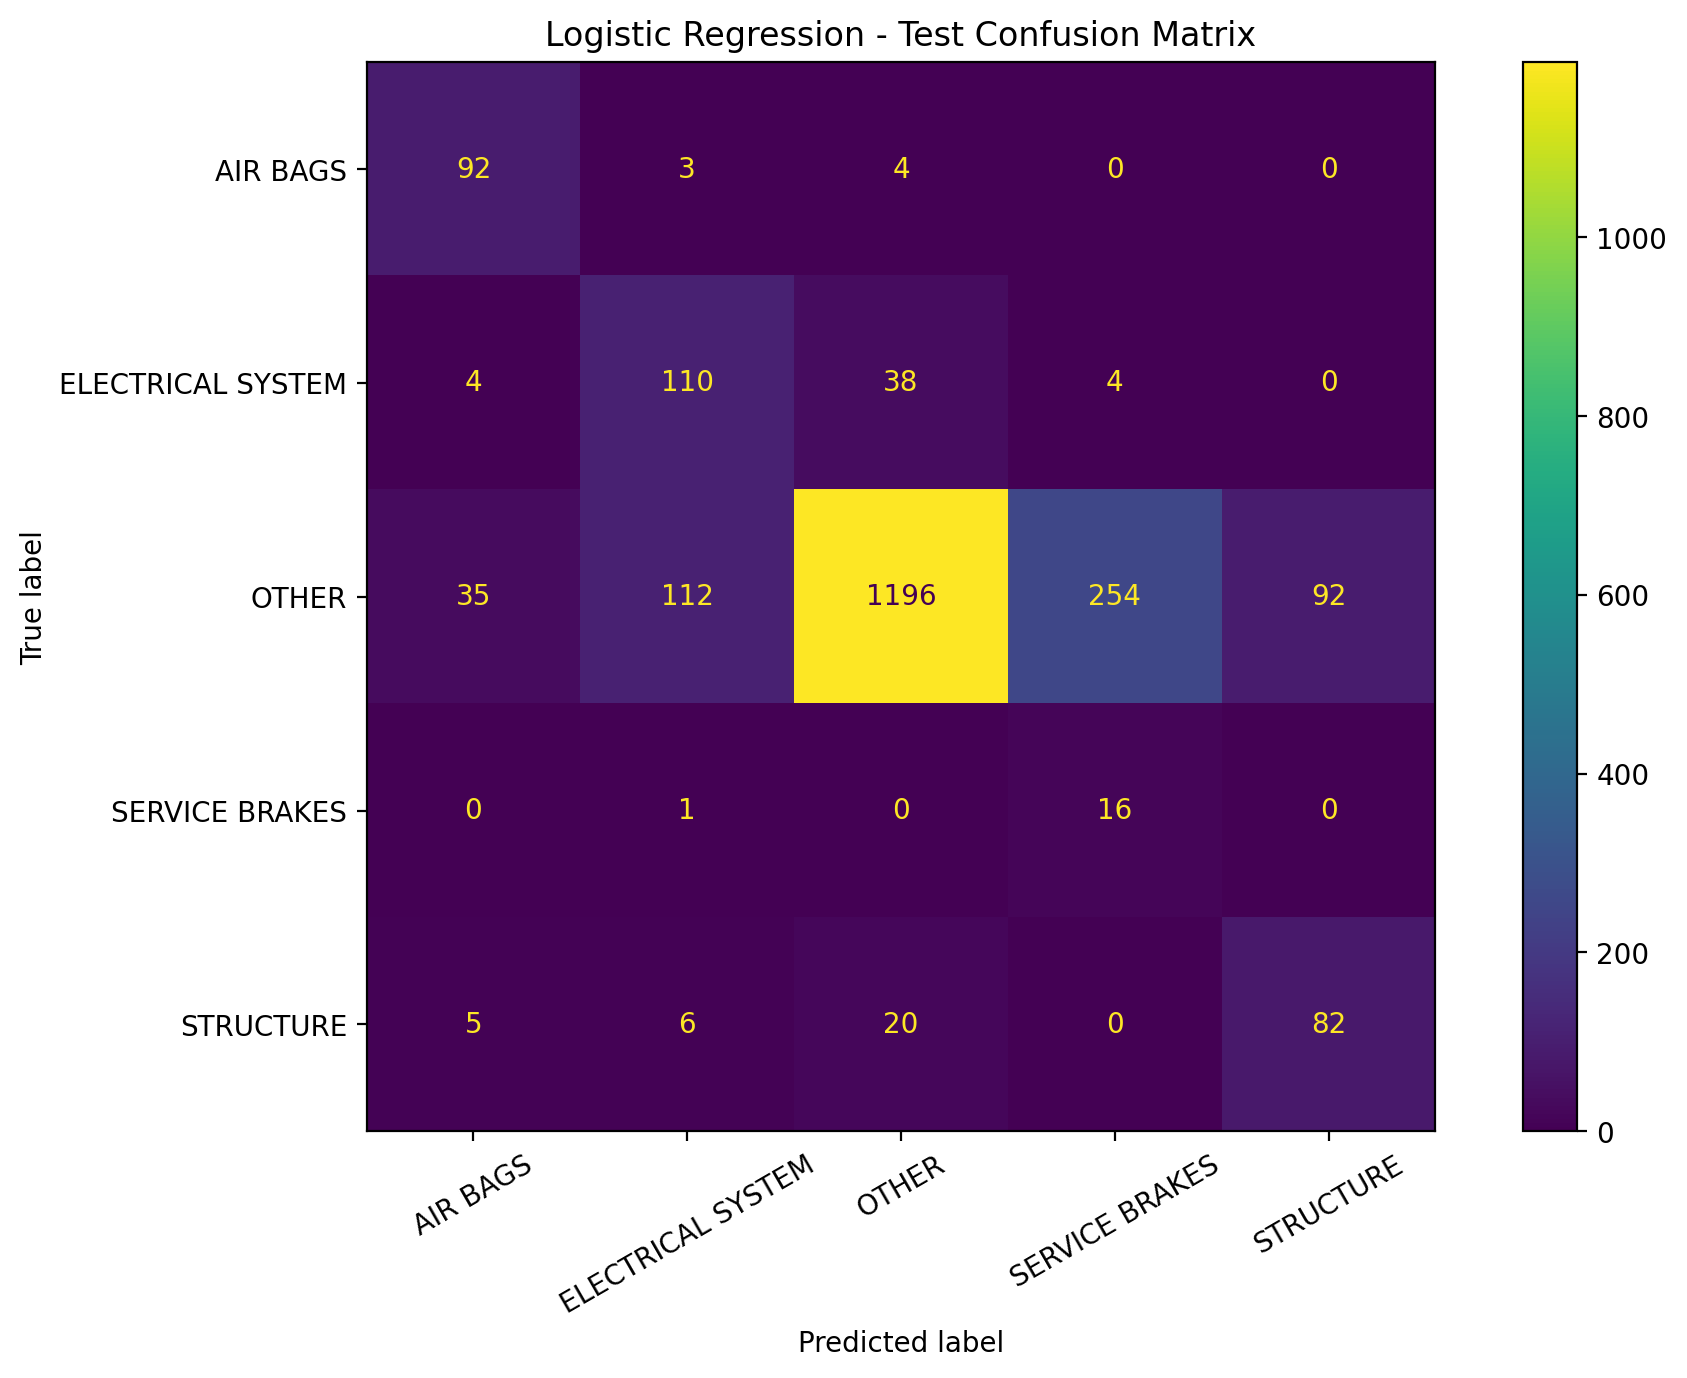 Logistic Regression - Test Confusion Matrix
AIR BAGS 92 3 4 0 0
ELECTRICAL SYSTEM 4 110 38 4 0
OTHER 35 112 1196 254 92
SERVICE BRAKES 0 1 0 16 0
STRUCTURE 5 6 20 0 82
True label
AIR BAGS ELECTRICAL SYSTEM OTHER SERVICE BRAKES STRUCTURE
Predicted label
1000
800
600
400
200
0